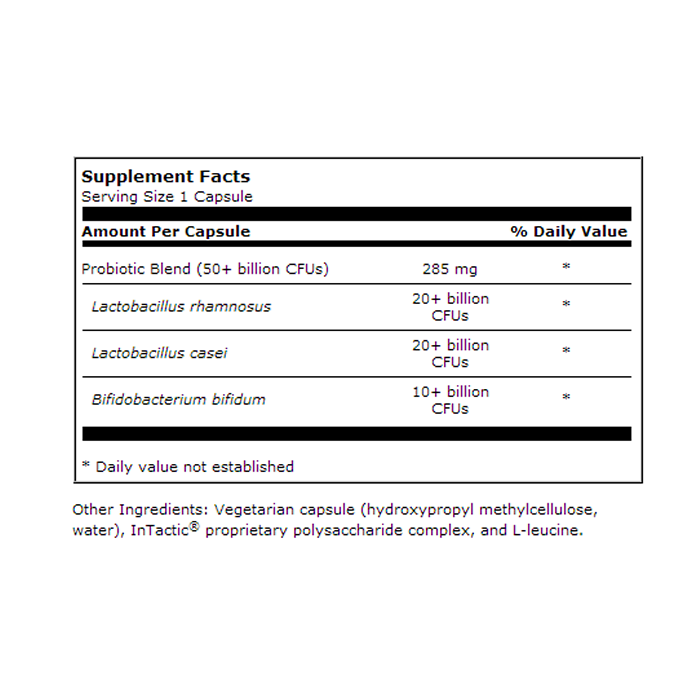 Supplement Facts
Serving Size 1 Capsule
Amount Per Capsule % Daily Value
Probiotic Blend (50+ billion CFUs) 285 mg *
Lactobacillus rhamnosus 20+ billion CFUs *
Lactobacillus casei 20+ billion CFUs *
Bifidobacterium bifidum 10+ billion CFUs *
* Daily value not established
Other Ingredients: Vegetarian capsule (hydroxypropyl methylcellulose,
water), InTactic® proprietary polysaccharide complex, and L-leucine.